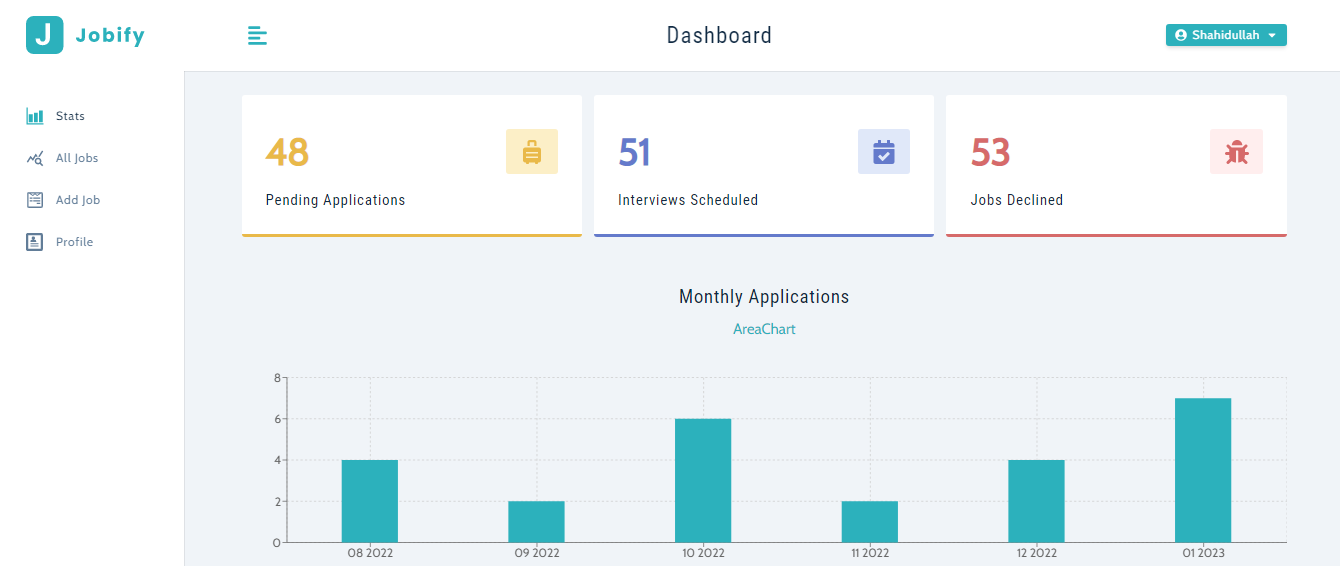 J Jobify
Dashboard
Shahidullah
Stats
All Jobs
Add Job
Profile
48
Pending Applications
51
Interviews Scheduled
53
Jobs Declined
Monthly Applications
AreaChart
8
6
4
2
0
08 2022 09 2022 10 2022 11 2022 12 2022 01 2023